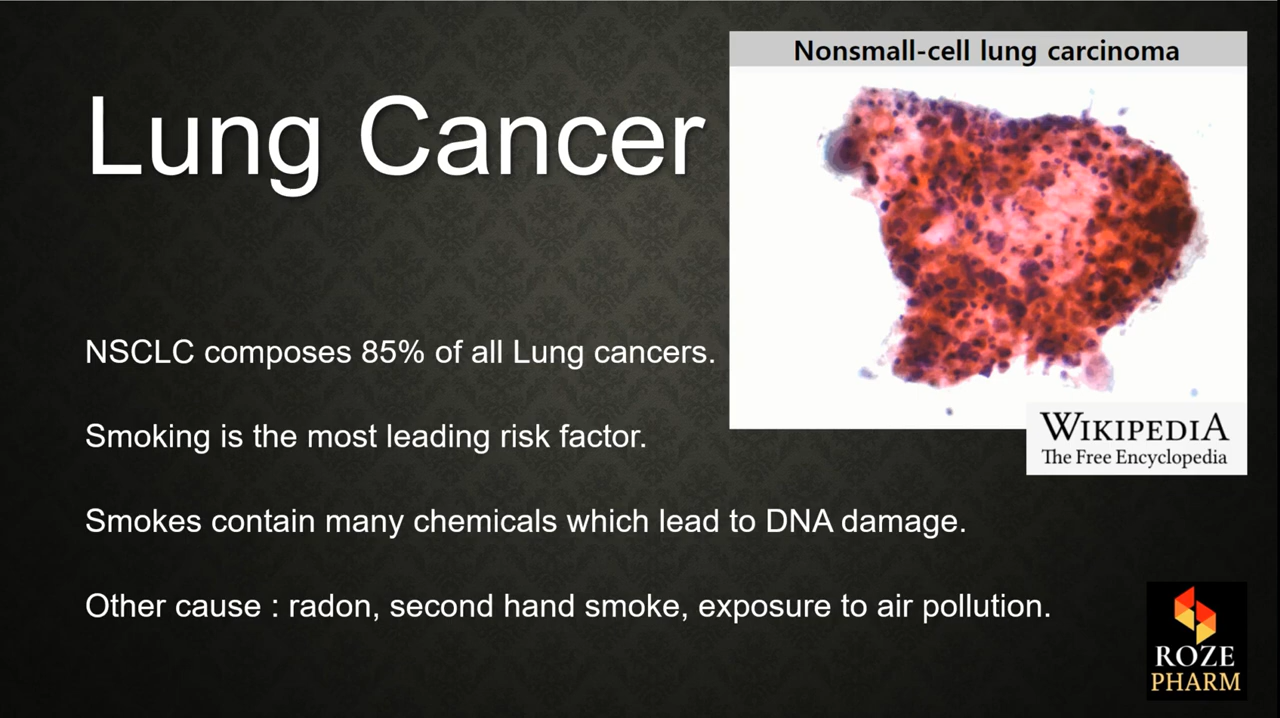 Nonsmall-cell lung carcinoma
Lung Cancer
NSCLC composes 85% of all Lung cancers.
Smoking is the most leading risk factor.
WIKIPEDIA
The Free Encyclopedia
Smokes contain many chemicals which lead to DNA damage.
Other cause : radon, second hand smoke, exposure to air pollution.
ROZE
PHARM